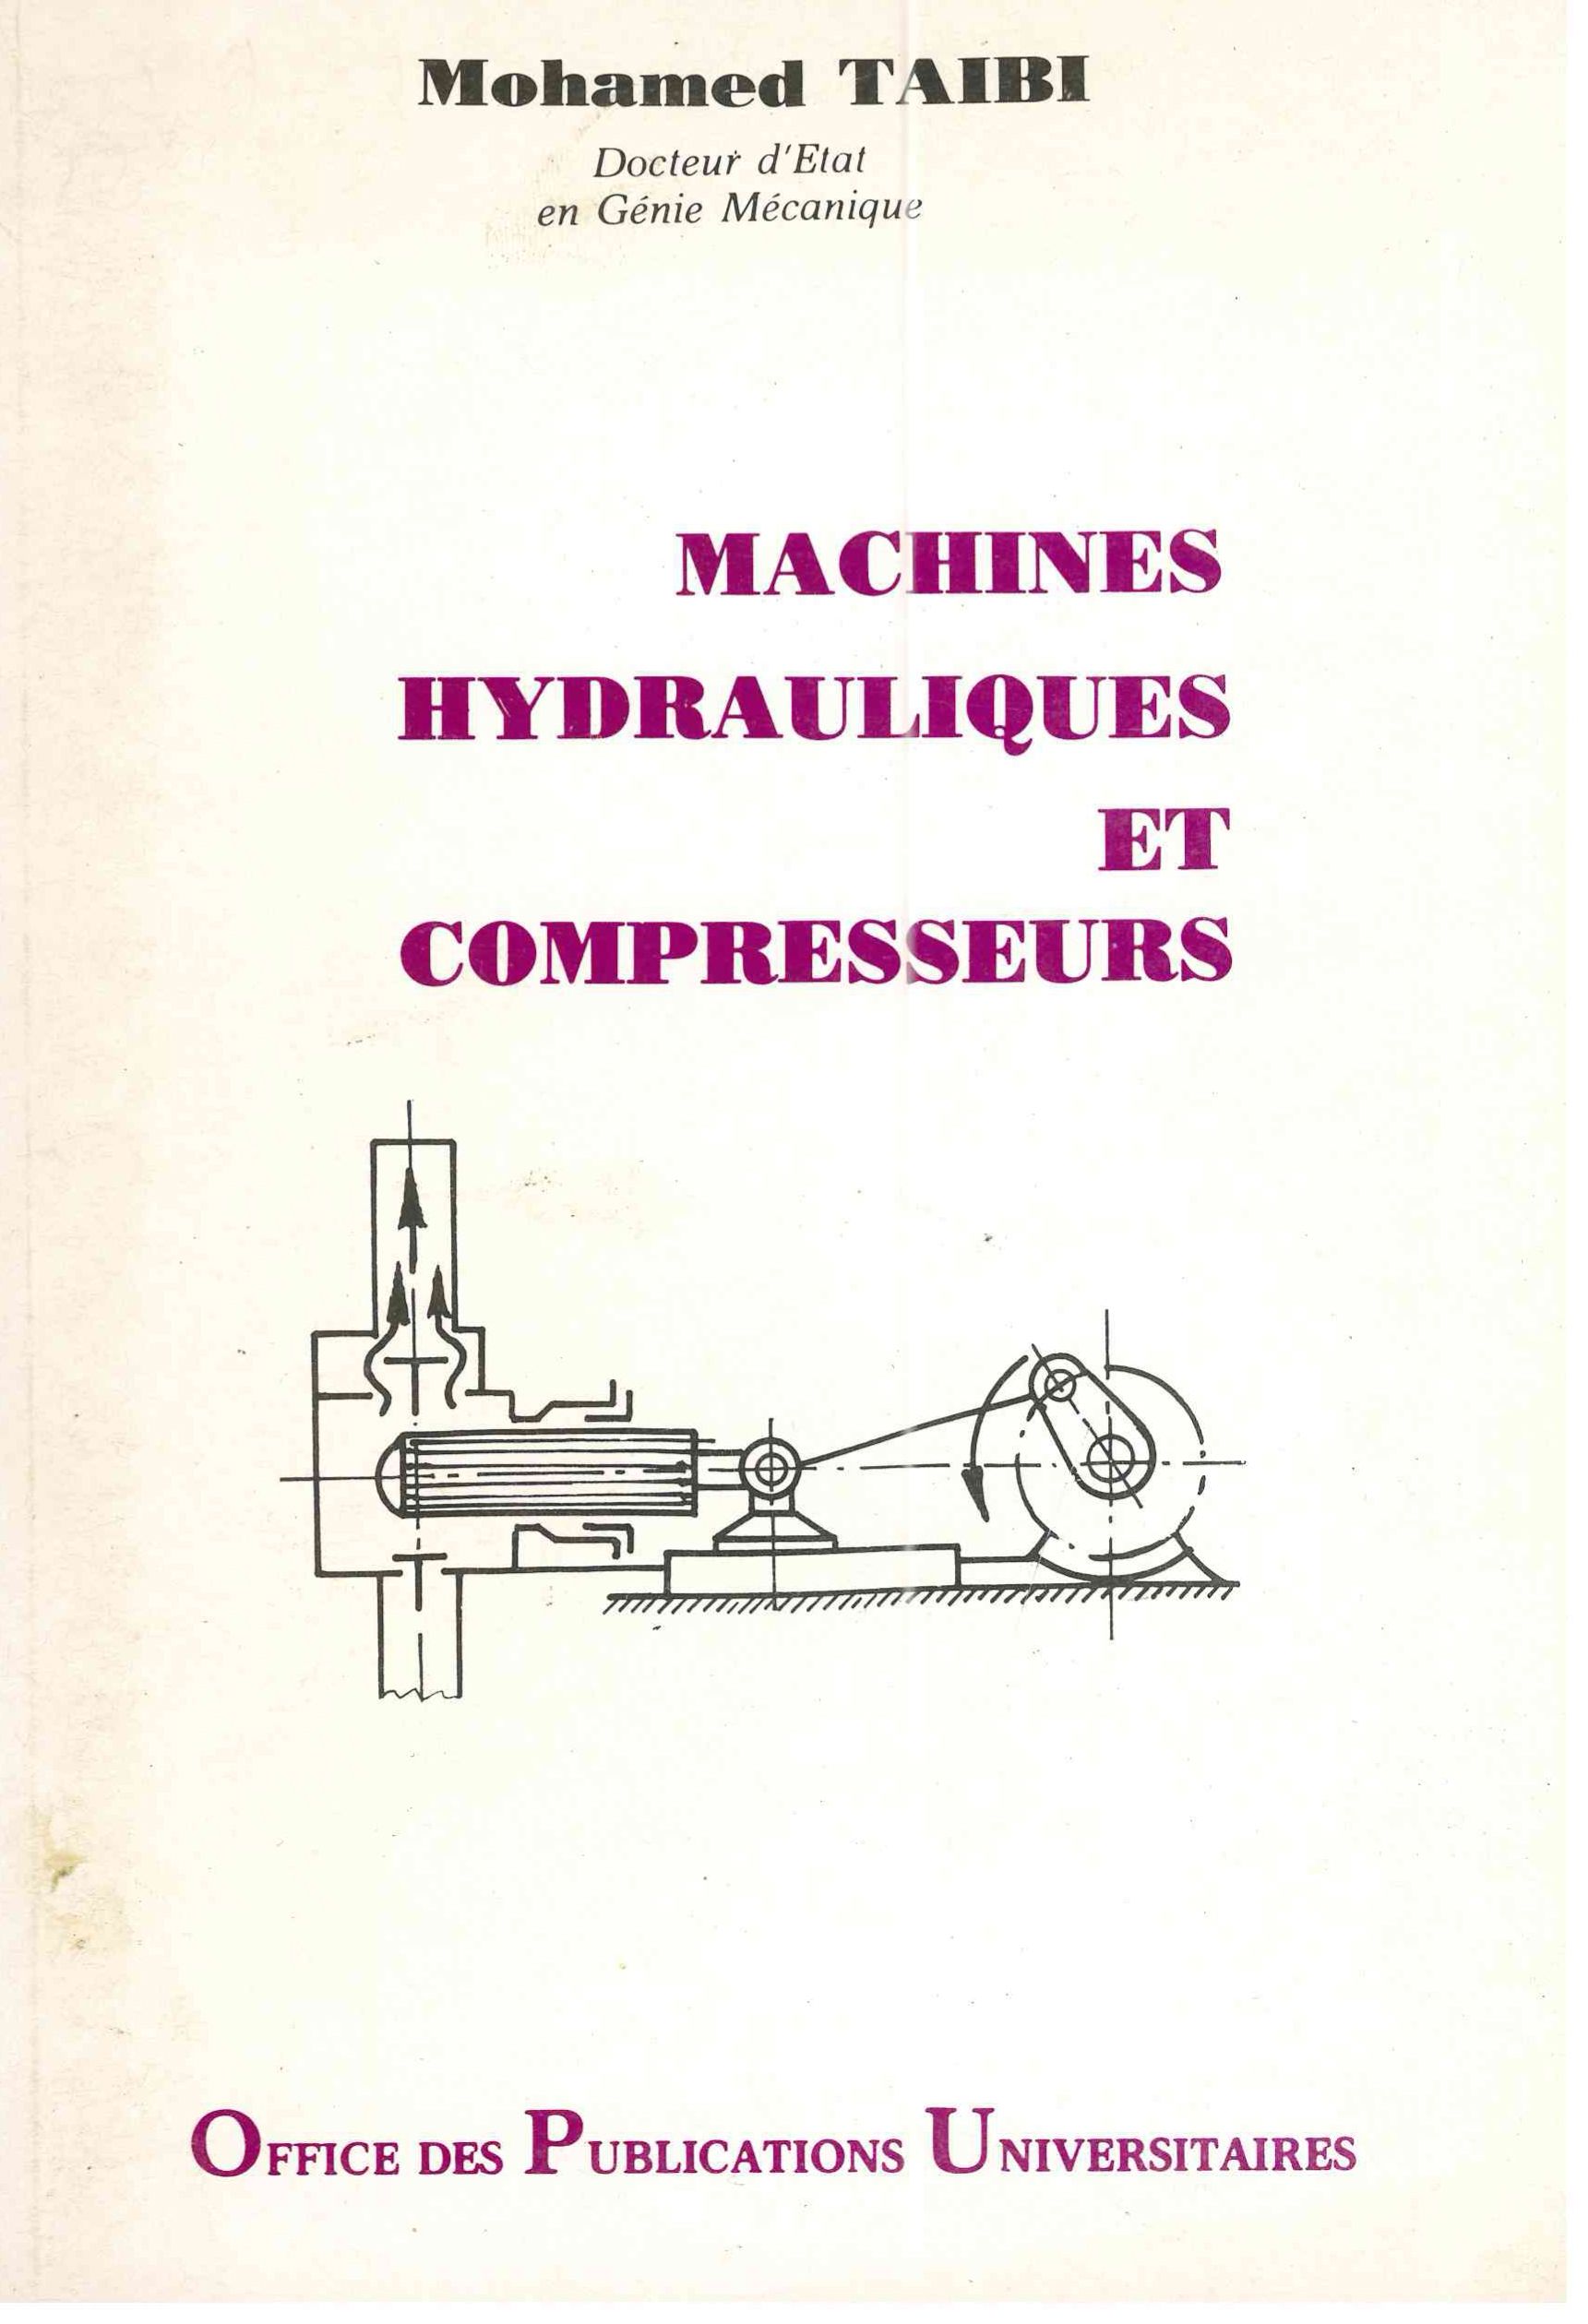 Mohamed TAIBI
Docteur d'Etat
en Génie Mécanique
MACHINES
HYDRAULIQUES
ET
COMPRESSEURS
OFFICE DES PUBLICATIONS UNIVERSITAIRES